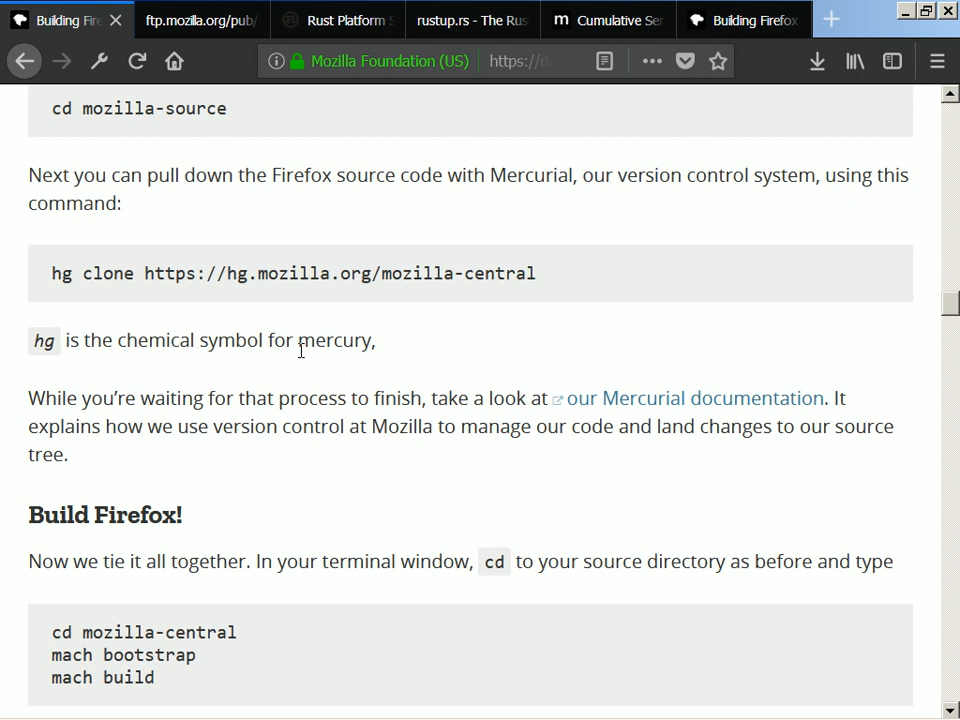 Building Fire
ftp.mozilla.org/pub/
Rust Platform S
rustup.rs - The Rus
Cumulative Ser
Building Firefox
Mozilla Foundation (US)
https://d
cd mozilla-source
Next you can pull down the Firefox source code with Mercurial, our version control system, using this
command:
hg clone https://hg.mozilla.org/mozilla-central
hg is the chemical symbol for mercury,
While you’re waiting for that process to finish, take a look at our Mercurial documentation. It
explains how we use version control at Mozilla to manage our code and land changes to our source
tree.
Build Firefox!
Now we tie it all together. In your terminal window, cd to your source directory as before and type
cd mozilla-central
mach bootstrap
mach build